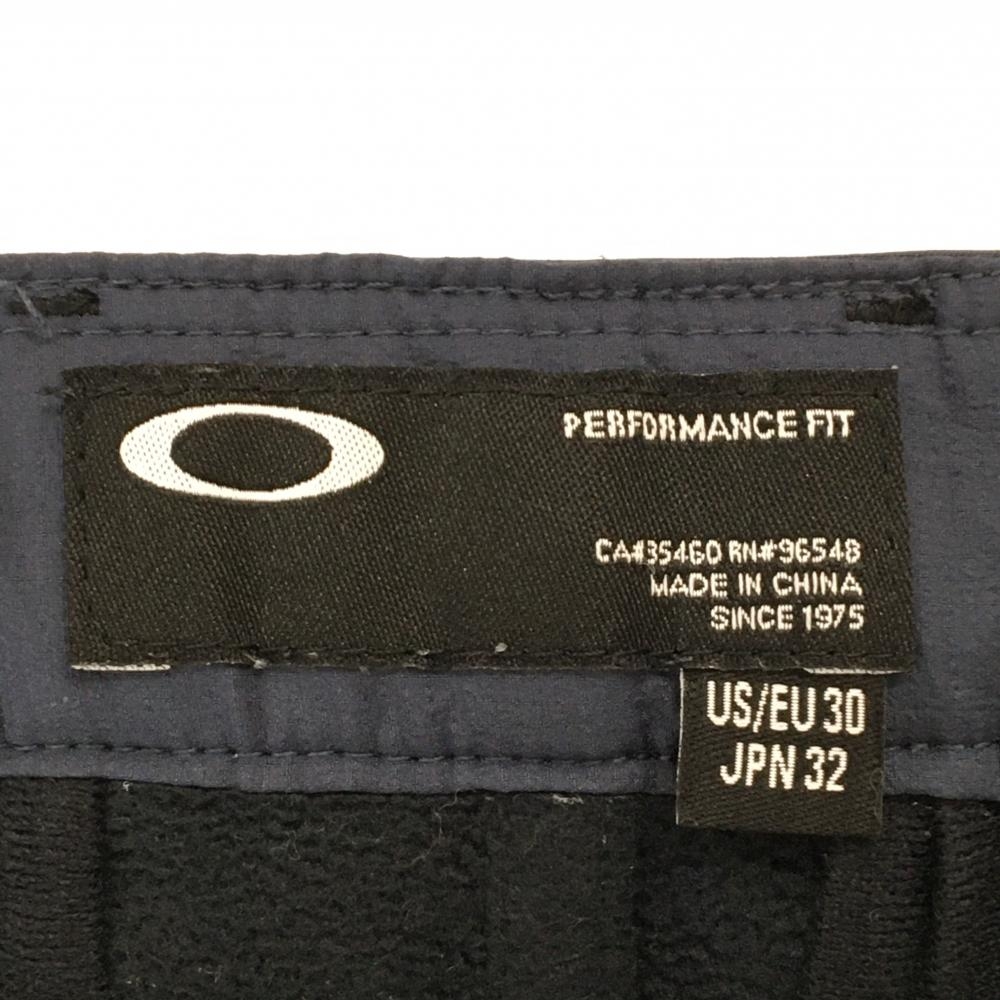 PERFORMANCE FIT
CA#35460 RN#96548
MADE IN CHINA
SINCE 1975
US/EU 30
JPN 32